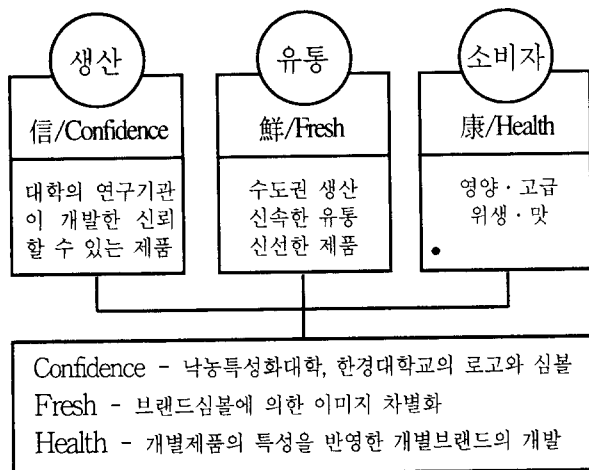 생산
信/Confidence
대학의 연구기관
이 개발한 신뢰
할 수 있는 제품
유통
鮮/Fresh
수도권 생산
신속한 유통
신선한 제품
소비자
康/Health
영양 · 고급
위생 · 맛
Confidence - 낙농특성화대학, 한경대학교의 로고와 심볼
Fresh - 브랜드심볼에 의한 이미지 차별화
Health - 개별제품의 특성을 반영한 개별브랜드의 개발